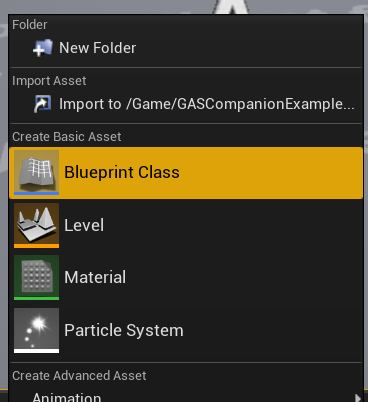 Folder
New Folder
Import Asset
Import to /Game/GASCompanionExample...
Create Basic Asset
Blueprint Class
Level
Material
Particle System
Create Advanced Asset
Animation